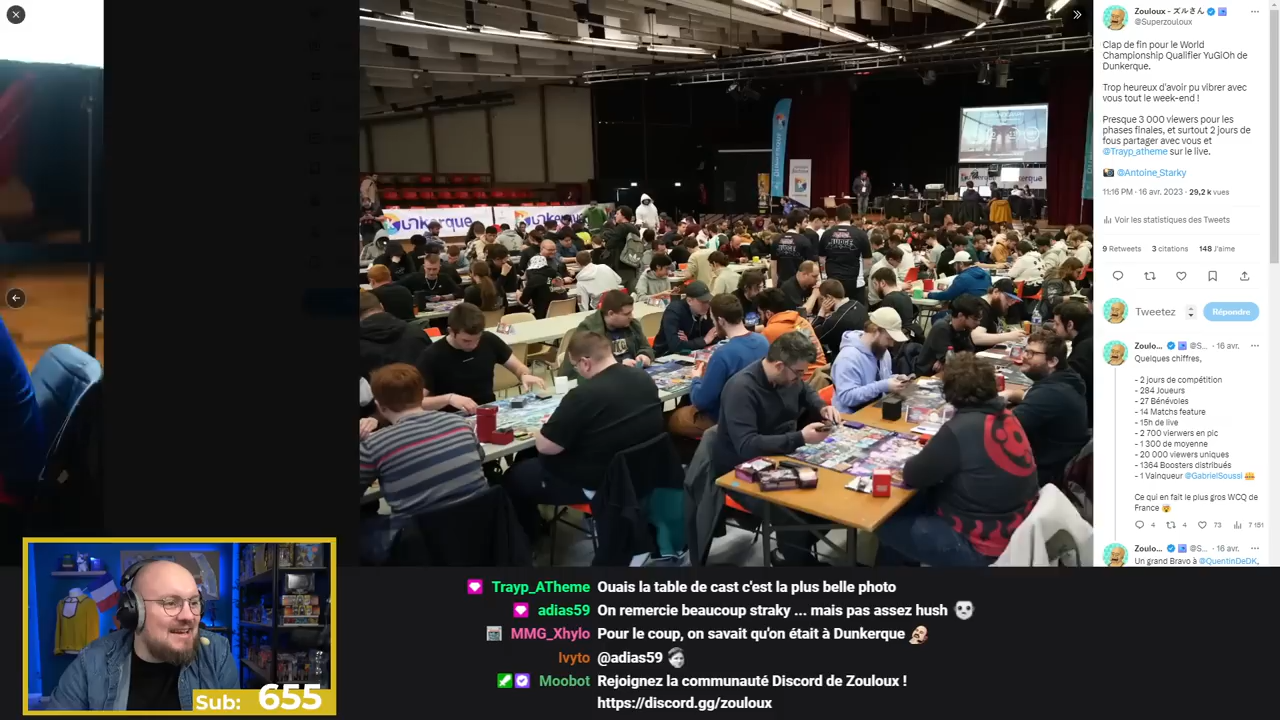 Zouloux - ズルさん
@Superzouloux
Clap de fin pour le World
Championship Qualifier YuGiOh de
Dunkerque.
Trop heureux d'avoir pu vibrer avec
vous tout le week-end !
Presque 3 000 viewers pour les
phases finales, et surtout 2 jours de
fous partager avec vous et
@Trayp_atheme sur le live.
📸 @Antoine_Starky
11:16 PM · 16 avr. 2023 · 29,2 k vues
Voir les statistiques des Tweets
9 Retweets 3 citations 148 J'aime
Tweetez
Répondre
Zoulo... @S... · 16 avr.
Quelques chiffres,
- 2 jours de compétition
- 284 Joueurs
- 27 Bénévoles
- 14 Matchs feature
- 15h de live
- 2 700 vierwers en pic
- 1 300 de moyenne
- 20 000 viewers uniques
- 1364 Boosters distribués
- 1 Vainqueur @GabrielSoussi
Ce qui en fait le plus gros WCQ de
France
4 4 73 7 151
Zoulo... @S... · 16 avr.
Un grand Bravo à @QuentinDeDK,
Dunkerque
Dunkerque
JUDGE
JUDGE
Trayp_ATheme Ouais la table de cast c'est la plus belle photo
adias59 On remercie beaucoup straky ... mais pas assez hush
MMG_Xhylo Pour le coup, on savait qu'on était à Dunkerque
Ivyto @adias59
Moobot Rejoignez la communauté Discord de Zouloux !
https://discord.gg/zouloux
Sub: 655